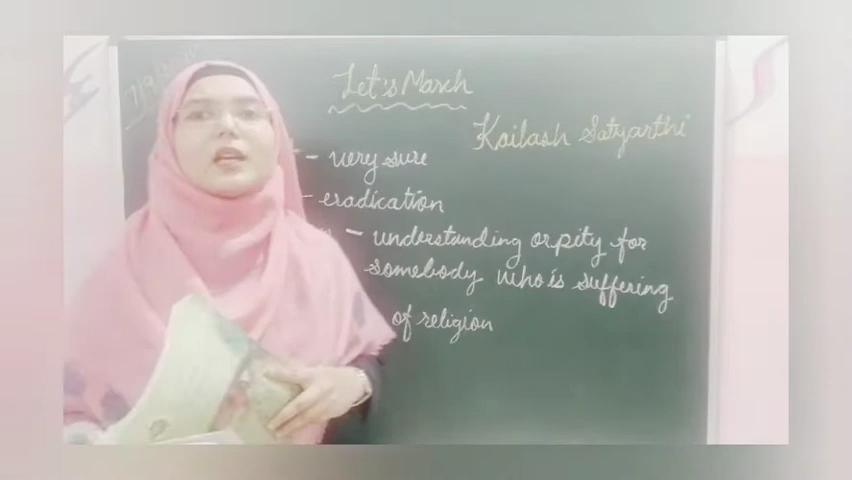 Let's March
Kailash Satyarthi
- very sure
- eradication
- understanding or pity for
somebody who is suffering
of religion